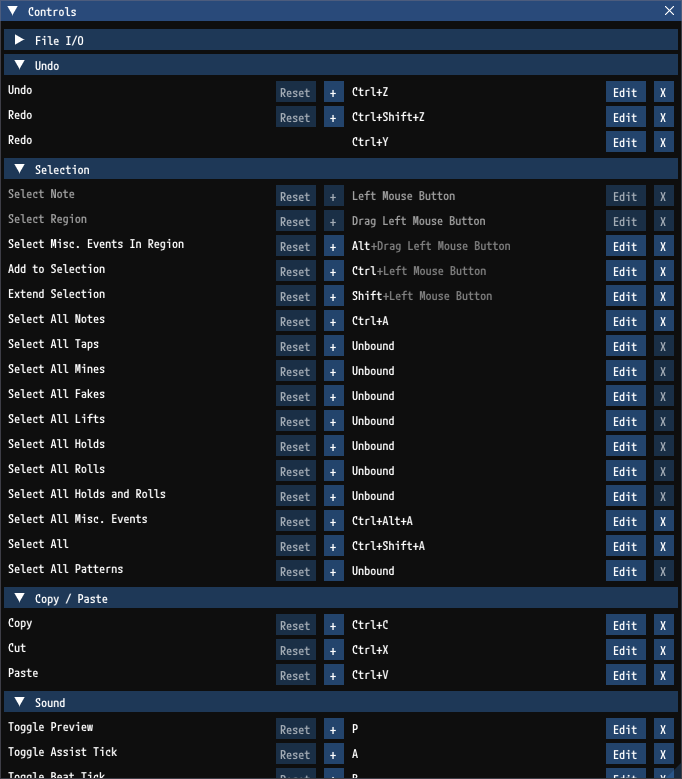 Controls
File I/O
Undo
Undo Reset + Ctrl+Z Edit X
Redo Reset + Ctrl+Shift+Z Edit X
Redo Ctrl+Y Edit X
Selection
Select Note Reset + Left Mouse Button Edit X
Select Region Reset + Drag Left Mouse Button Edit X
Select Misc. Events In Region Reset + Alt+Drag Left Mouse Button Edit X
Add to Selection Reset + Ctrl+Left Mouse Button Edit X
Extend Selection Reset + Shift+Left Mouse Button Edit X
Select All Notes Reset + Ctrl+A Edit X
Select All Taps Reset + Unbound Edit X
Select All Mines Reset + Unbound Edit X
Select All Fakes Reset + Unbound Edit X
Select All Lifts Reset + Unbound Edit X
Select All Holds Reset + Unbound Edit X
Select All Rolls Reset + Unbound Edit X
Select All Holds and Rolls Reset + Unbound Edit X
Select All Misc. Events Reset + Ctrl+Alt+A Edit X
Select All Reset + Ctrl+Shift+A Edit X
Select All Patterns Reset + Unbound Edit X
Copy / Paste
Copy Reset + Ctrl+C Edit X
Cut Reset + Ctrl+X Edit X
Paste Reset + Ctrl+V Edit X
Sound
Toggle Preview Reset + P Edit X
Toggle Assist Tick Reset + A Edit X
Toggle Beat Tick Reset + B Edit X